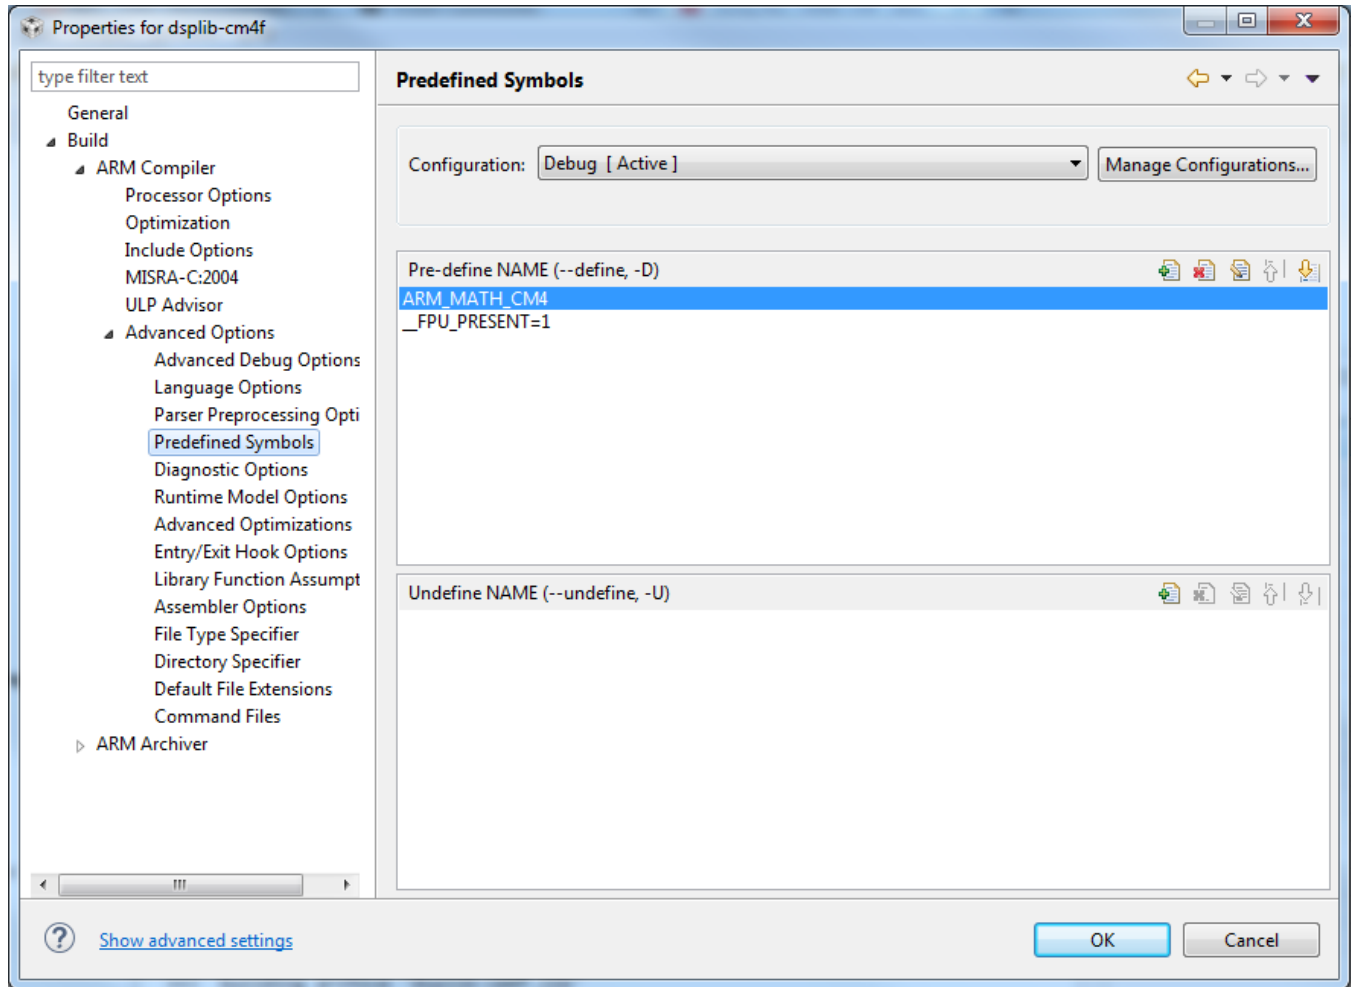 Properties for dsplib-cm4f
type filter text
General
Build
ARM Compiler
Processor Options
Optimization
Include Options
MISRA-C:2004
ULP Advisor
Advanced Options
Advanced Debug Options
Language Options
Parser Preprocessing Opti
Predefined Symbols
Diagnostic Options
Runtime Model Options
Advanced Optimizations
Entry/Exit Hook Options
Library Function Assumpt
Assembler Options
File Type Specifier
Directory Specifier
Default File Extensions
Command Files
ARM Archiver
Predefined Symbols
Configuration: Debug [ Active ] Manage Configurations...
Pre-define NAME (--define, -D)
ARM_MATH_CM4
__FPU_PRESENT=1
Undefine NAME (--undefine, -U)
Show advanced settings
OK Cancel